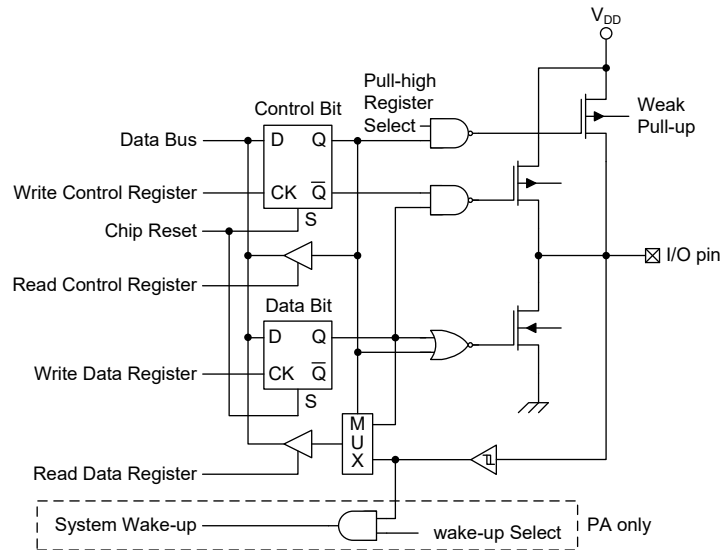 V_DD
Pull-high
Register
Select
Control Bit
Weak
Pull-up
Data Bus
D Q
Write Control Register
CK Q̅
Chip Reset
S
I/O pin
Read Control Register
Data Bit
D Q
Write Data Register
CK Q̅
S
M
U
X
Read Data Register
System Wake-up
wake-up Select
PA only